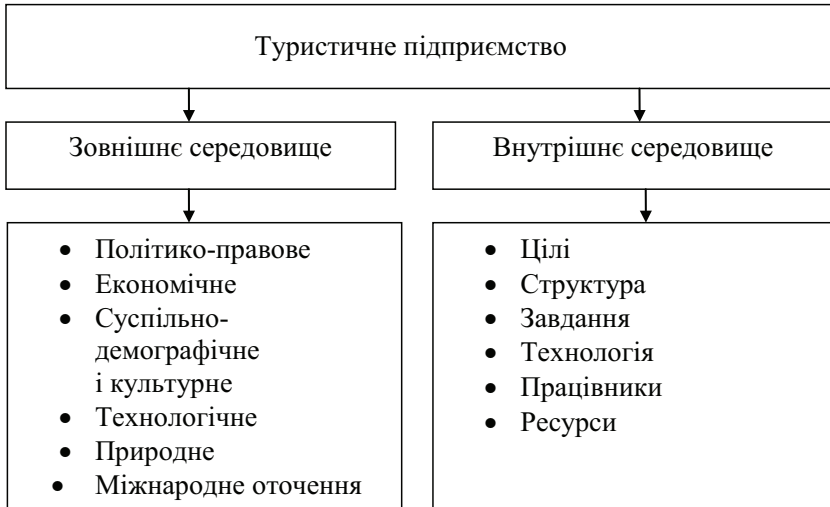 Туристичне підприємство
Зовнішнє середовище
Внутрішнє середовище
• Політико-правове
• Економічне
• Суспільно-
демографічне
і культурне
• Технологічне
• Природне
• Міжнародне оточення
• Цілі
• Структура
• Завдання
• Технологія
• Працівники
• Ресурси